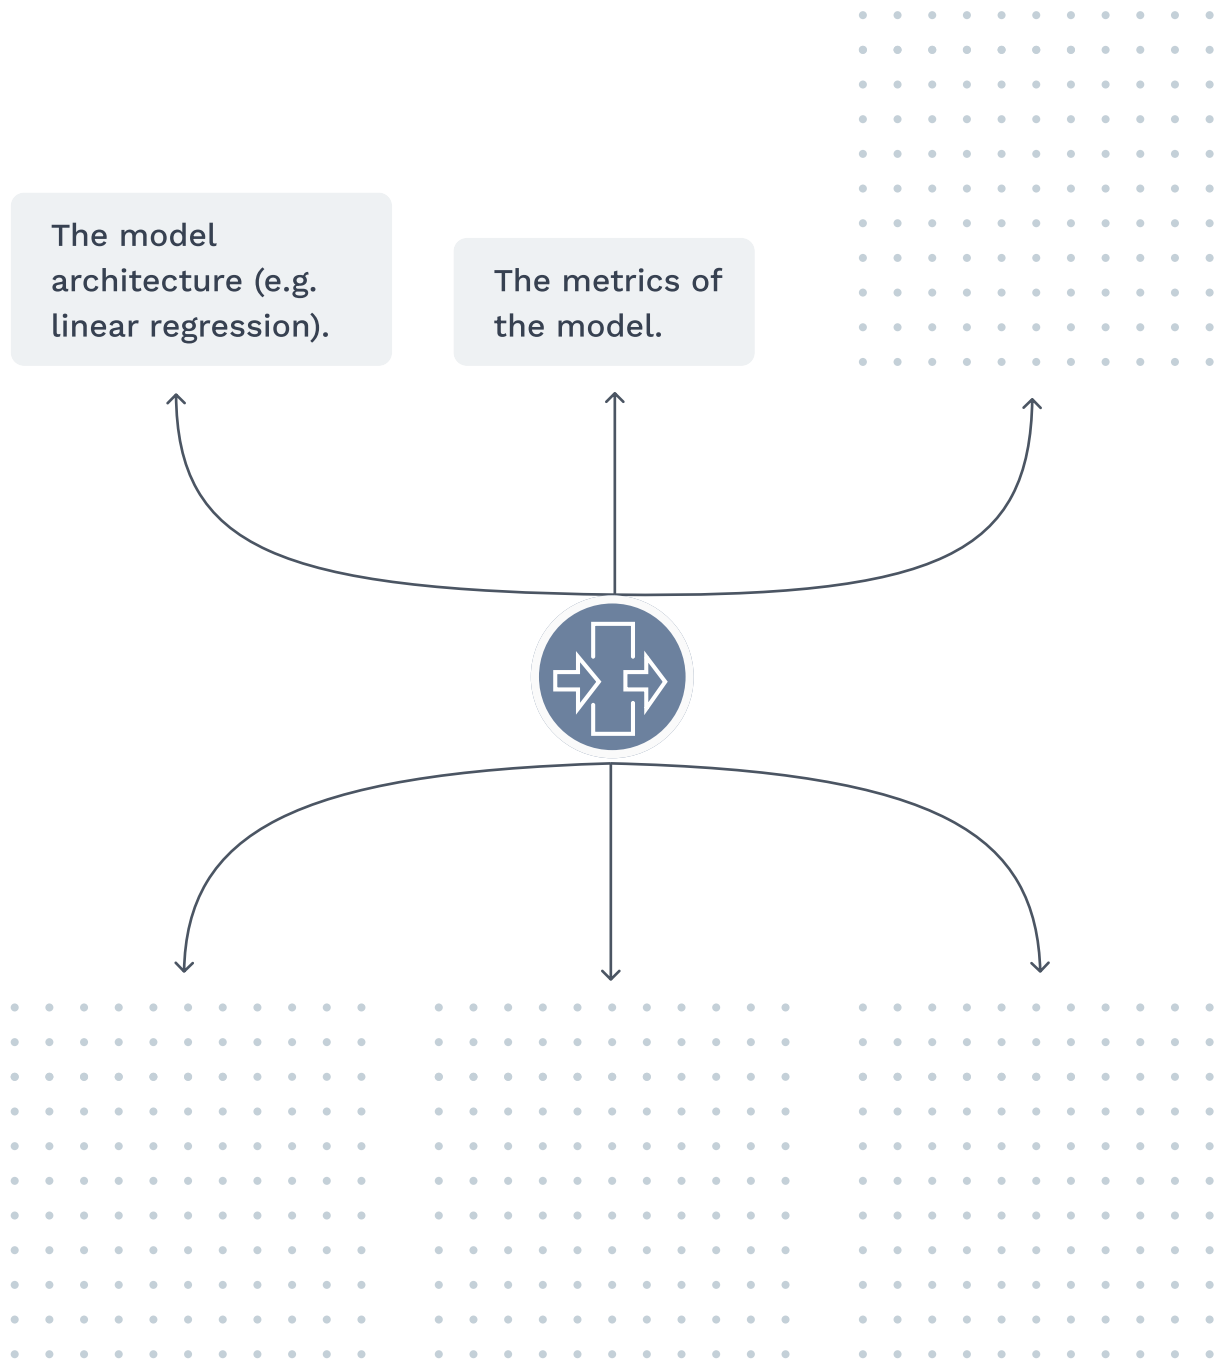 The model
architecture (e.g.
linear regression).
The metrics of
the model.